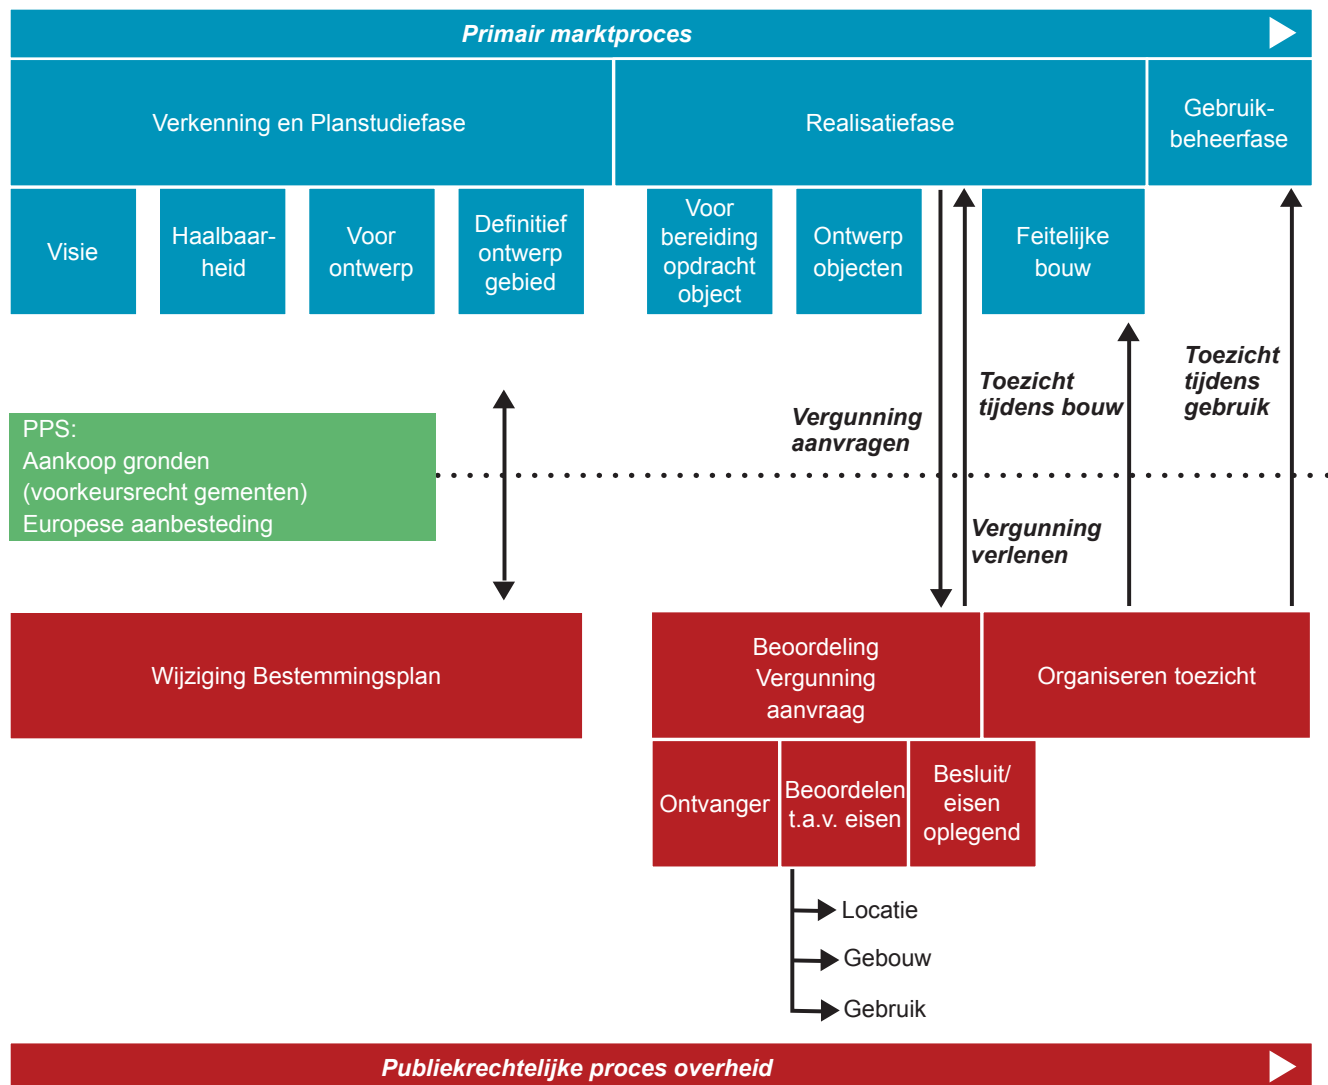 Primair marktproces
Verkenning en Planstudiefase
Realisatiefase
Gebruik-
beheerfase
Visie
Haalbaar-
heid
Voor
ontwerp
Definitief
ontwerp
gebied
Voor
bereiding
opdracht
object
Ontwerp
objecten
Feitelijke
bouw
Toezicht
tijdens
gebruik
Toezicht
tijdens bouw
Vergunning
aanvragen
PPS:
Aankoop gronden
(voorkeursrecht gementen)
Europese aanbesteding
Vergunning
verlenen
Wijziging Bestemmingsplan
Beoordeling
Vergunning
aanvraag
Organiseren toezicht
Ontvanger
Beoordelen
t.a.v. eisen
Besluit/
eisen
oplegend
Locatie
Gebouw
Gebruik
Publiekrechtelijke proces overheid